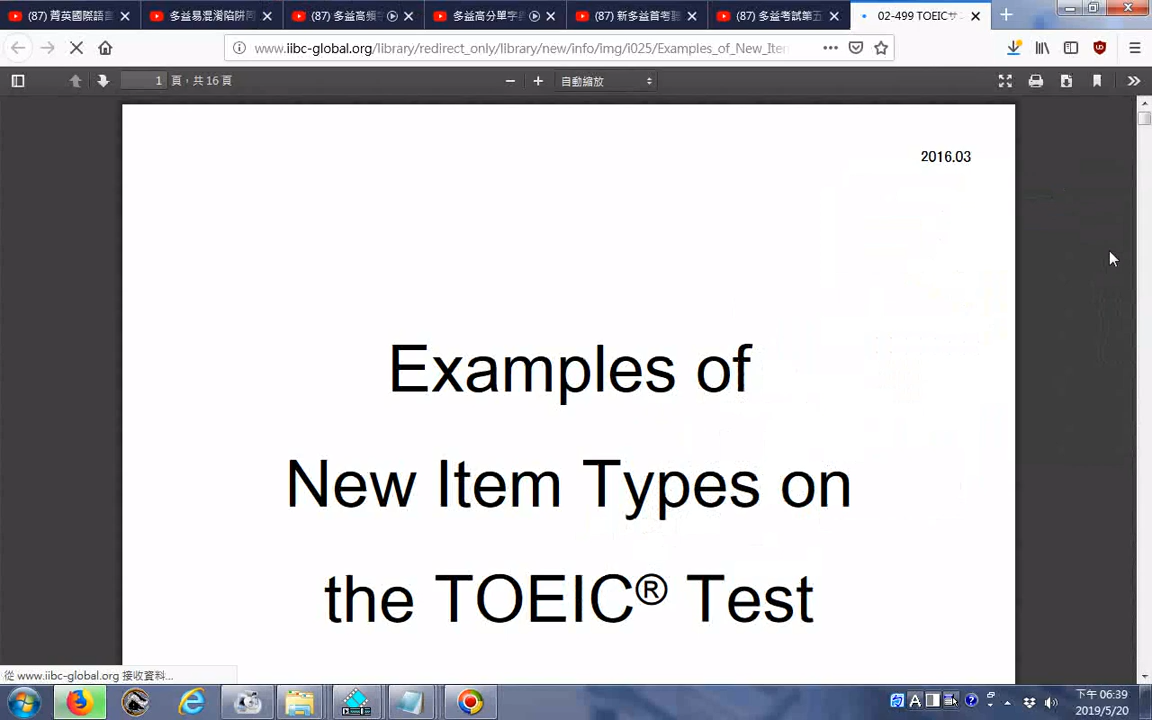 (87) 菁英國際語言
多益易混淆陷阱
(87) 多益高頻
多益高分單字
(87) 新多益首考
(87) 多益考試第五
02-499 TOEIC
www.iibc-global.org/library/redirect_only/library/new/info/img/i025/Examples_of_New_Iter
1 頁，共 16 頁
自動縮放
2016.03
Examples of
New Item Types on
the TOEIC® Test
從 www.iibc-global.org 接收資料...
A
下午 06:39
2019/5/20